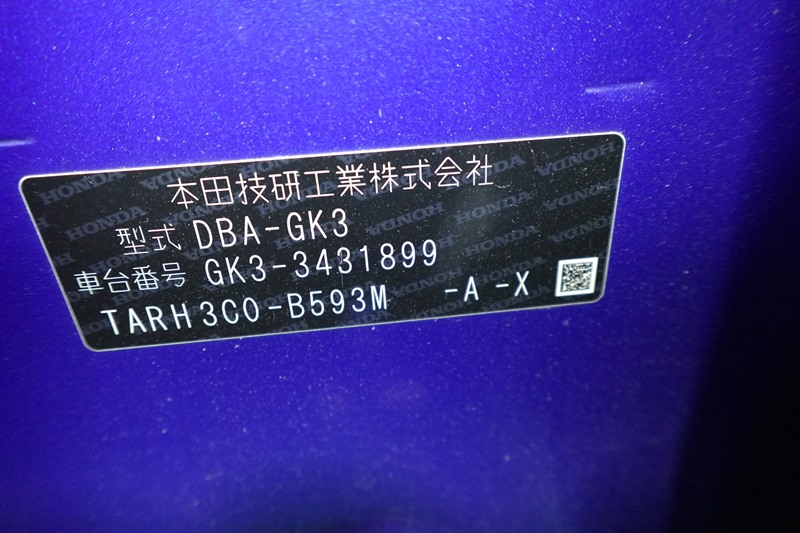 本田技研工業株式会社
型式 DBA-GK3
車台番号 GK3-3431899
TARH3C0-B593M -A -X